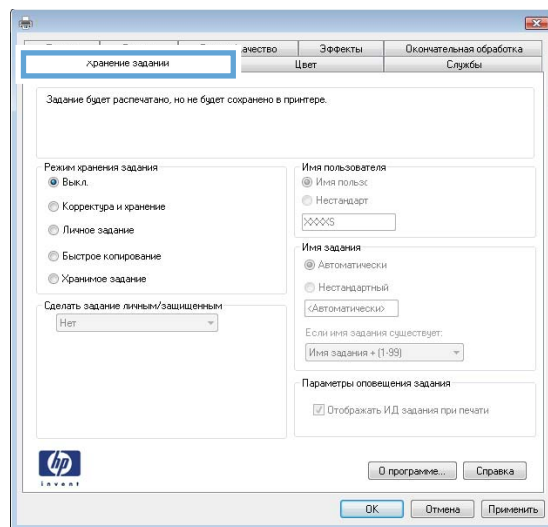 ачество Эффекты Окончательная обработка
Хранение заданий Цвет Службы
Задание будет распечатано, но не будет сохранено в принтере.
Режим хранения задания
Выкл.
Корректура и хранение
Личное задание
Быстрое копирование
Хранимое задание
Сделать задание личным/защищенным
Нет
Имя пользователя
Имя пользс
Нестандарт
XXXXS
Имя задания
Автоматически
Нестандартный
<Автоматически>
Если имя задания существует:
Имя задания + (1-99)
Параметры оповещения задания
Отображать ИД задания при печати
hp
invent
О программе... Справка
OK Отмена Применить